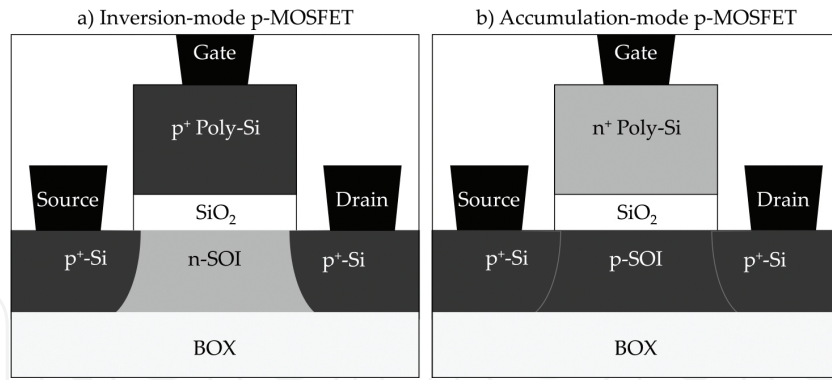 a) Inversion-mode p-MOSFET
Gate
p⁺ Poly-Si
Source
SiO₂
Drain
p⁺-Si
n-SOI
p⁺-Si
BOX
b) Accumulation-mode p-MOSFET
Gate
n⁺ Poly-Si
Source
SiO₂
Drain
p⁺-Si
p-SOI
p⁺-Si
BOX